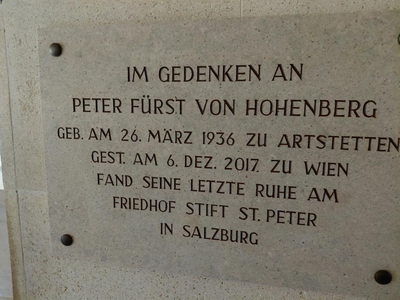 IM GEDENKEN AN
PETER FÜRST VON HOHENBERG
GEB. AM 26. MÄRZ 1936 ZU ARTSTETTEN
GEST. AM 6. DEZ. 2017 ZU WIEN
FAND SEINE LETZTE RUHE AM
FRIEDHOF STIFT ST. PETER
IN SALZBURG